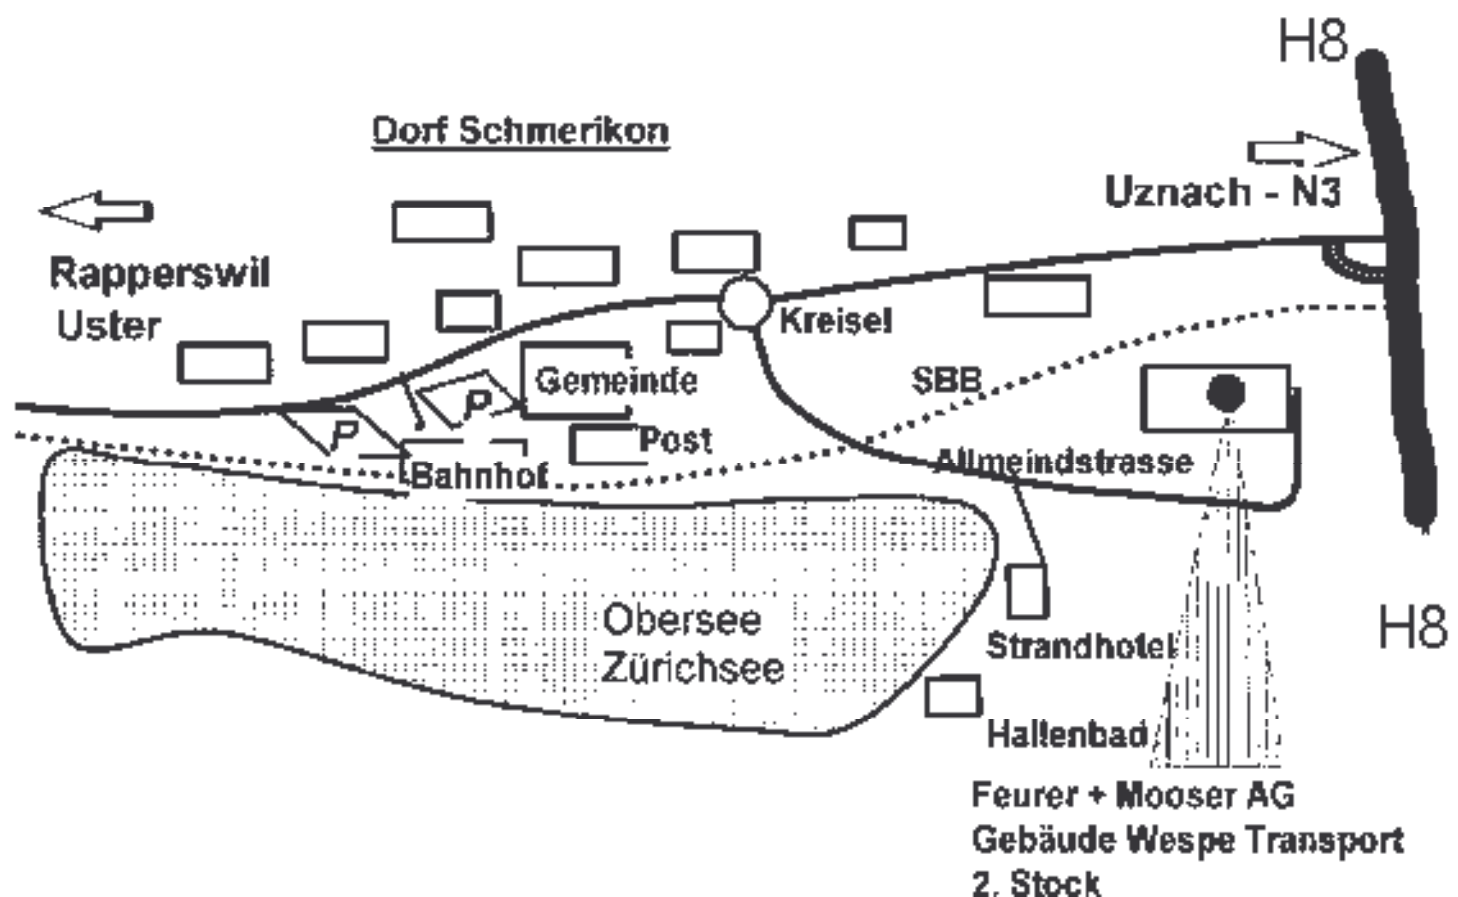 H8
Dorf Schmerikon
Uznach - N3
Rapperswil
Uster
Kreisel
Gemeinde
SBB
P
P
Post
Allmeindstrasse
Bahnhof
Obersee
Zürichsee
Strandhotel
H8
Hallenbad
Feurer + Mooser AG
Gebäude Wespe Transport
2. Stock